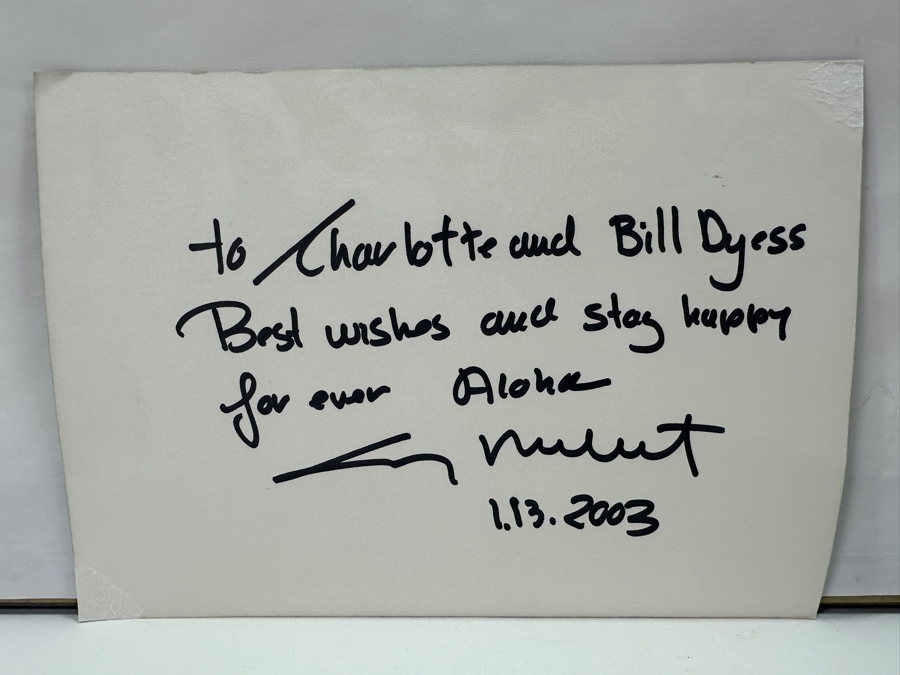 to Charlotte and Bill Dyess
Best wishes and stay happy
for ever Aloha
1.13.2003